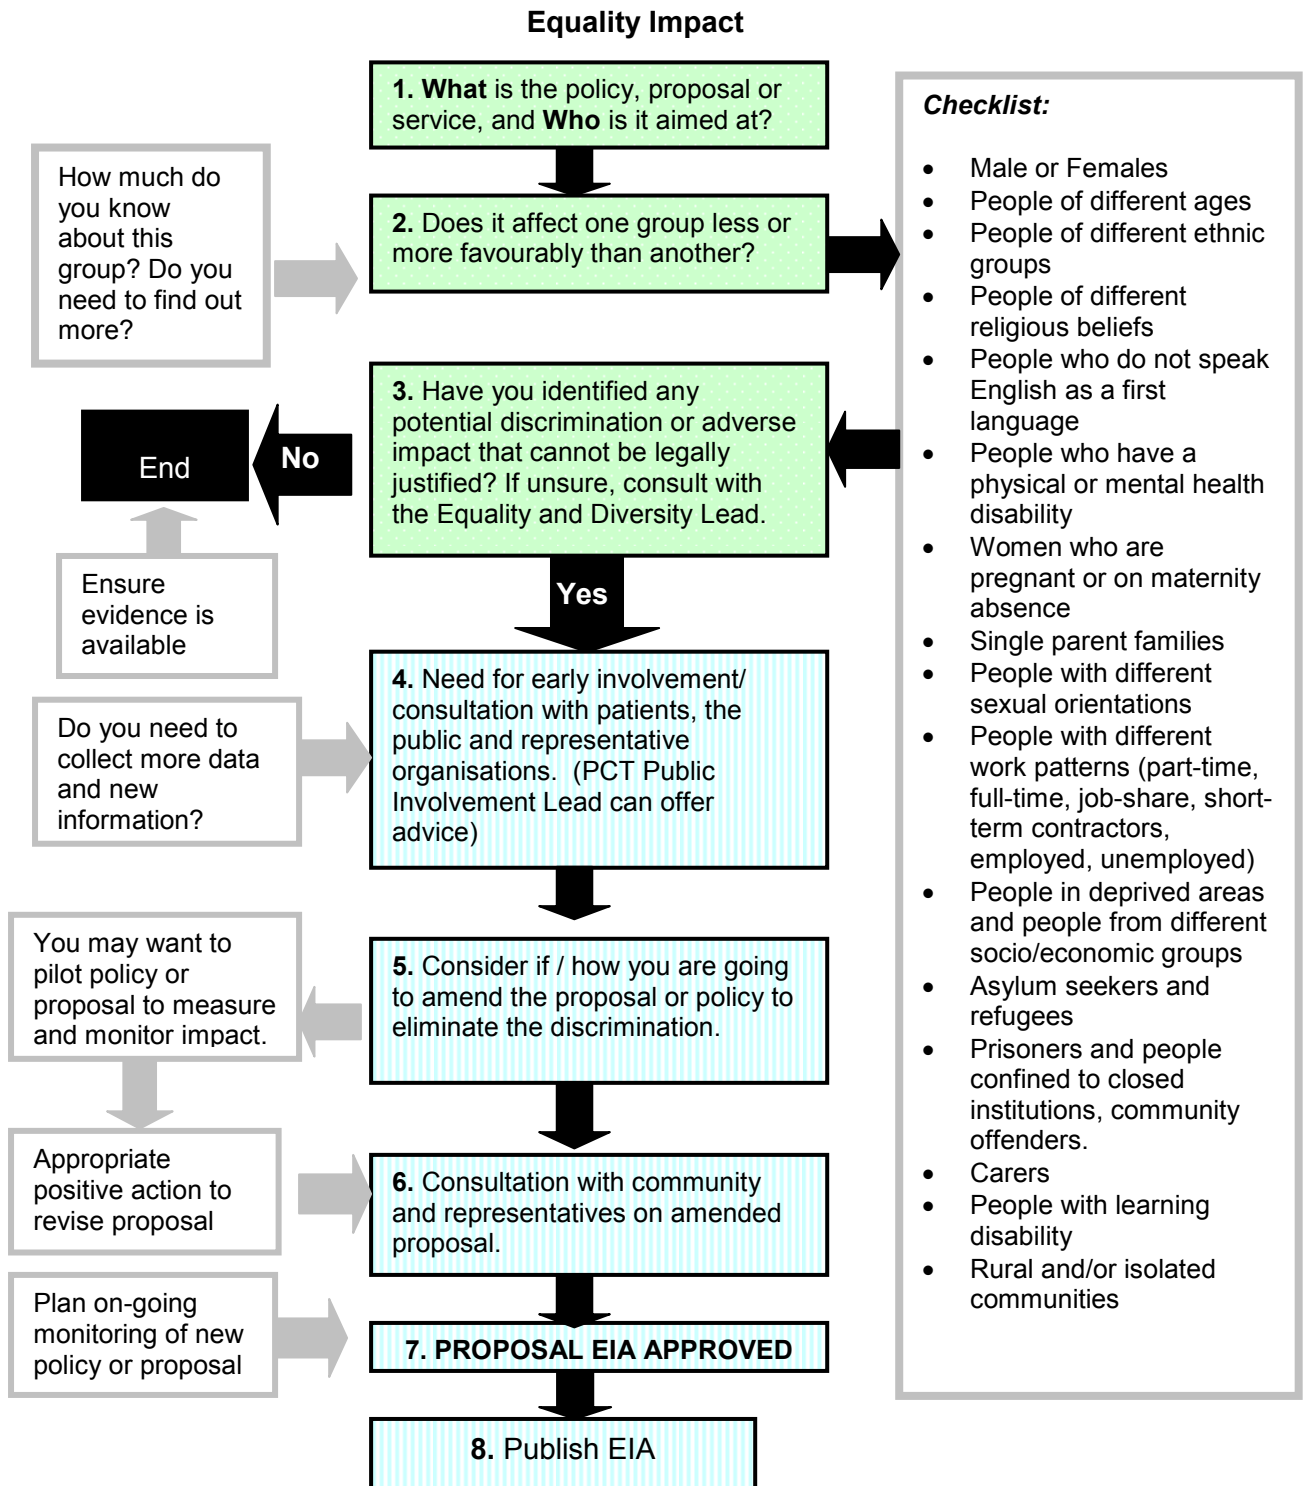 Equality Impact
1. What is the policy, proposal or
service, and Who is it aimed at?
How much do
you know
about this
group? Do you
need to find out
more?
2. Does it affect one group less or
more favourably than another?
Checklist:
• Male or Females
• People of different ages
• People of different ethnic
groups
• People of different
religious beliefs
• People who do not speak
English as a first
language
• People who have a
physical or mental health
disability
• Women who are
pregnant or on maternity
absence
• Single parent families
• People with different
sexual orientations
• People with different
work patterns (part-time,
full-time, job-share, short-
term contractors,
employed, unemployed)
• People in deprived areas
and people from different
socio/economic groups
• Asylum seekers and
refugees
• Prisoners and people
confined to closed
institutions, community
offenders.
• Carers
• People with learning
disability
• Rural and/or isolated
communities
3. Have you identified any
potential discrimination or adverse
impact that cannot be legally
justified? If unsure, consult with
the Equality and Diversity Lead.
No
End
Ensure
evidence is
available
Yes
4. Need for early involvement/
consultation with patients, the
public and representative
organisations. (PCT Public
Involvement Lead can offer
advice)
Do you need to
collect more data
and new
information?
5. Consider if / how you are going
to amend the proposal or policy to
eliminate the discrimination.
You may want to
pilot policy or
proposal to measure
and monitor impact.
Appropriate
positive action to
revise proposal
6. Consultation with community
and representatives on amended
proposal.
Plan on-going
monitoring of new
policy or proposal
7. PROPOSAL EIA APPROVED
8. Publish EIA